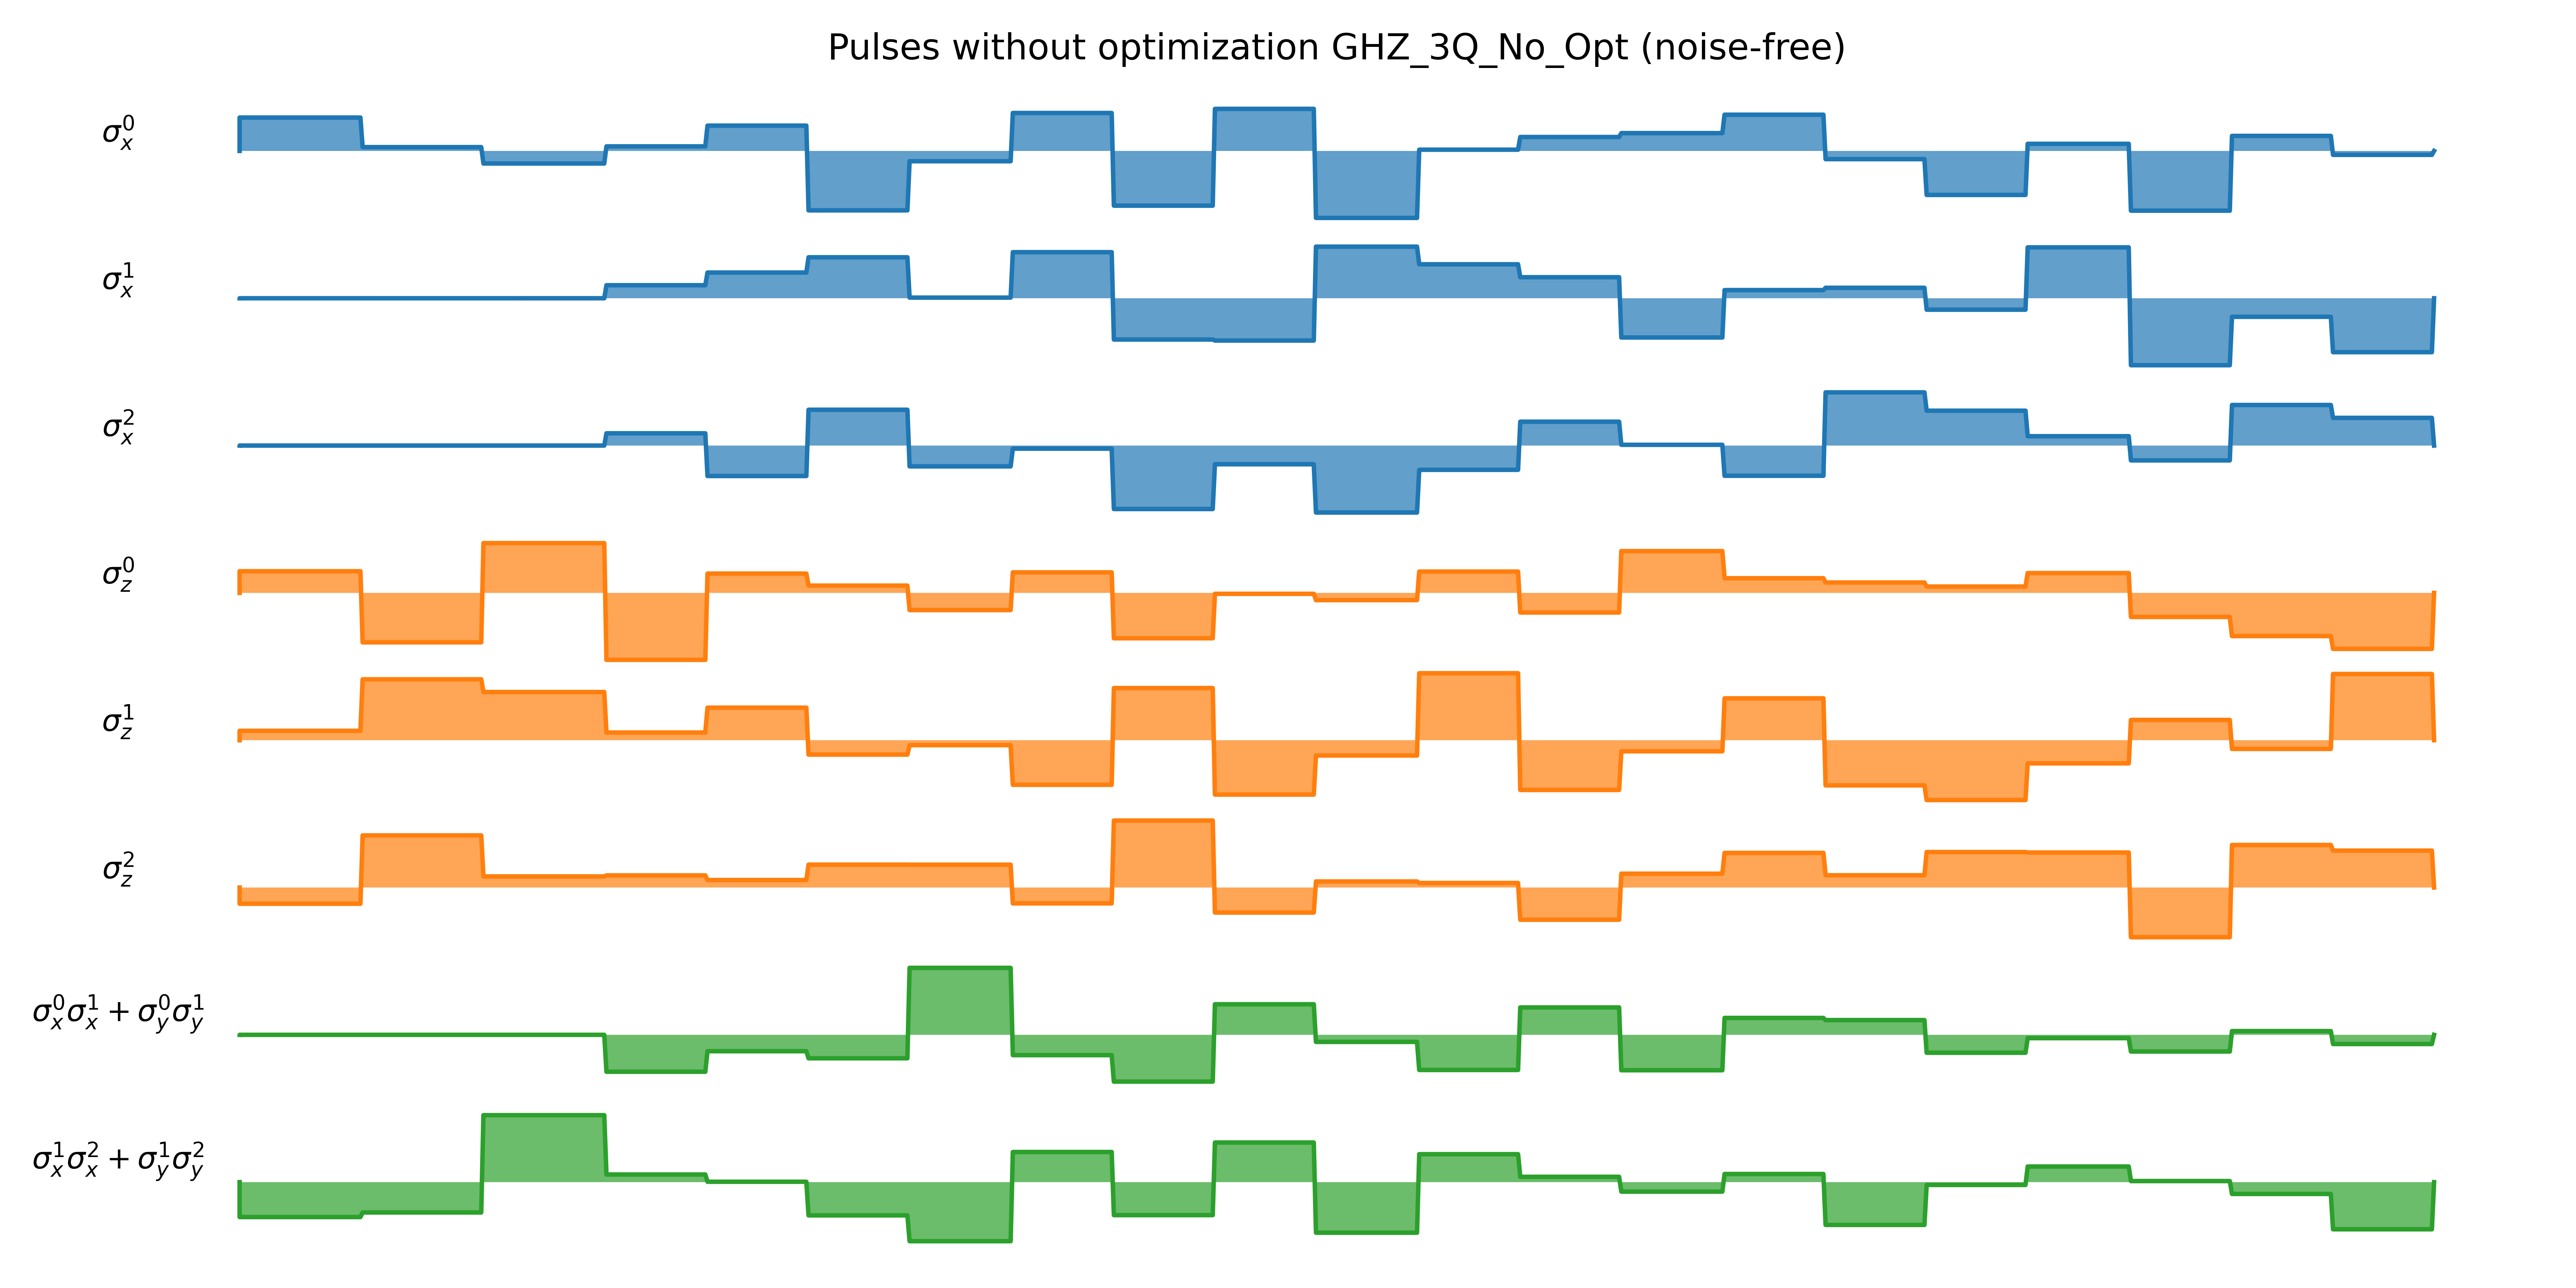 Pulses without optimization GHZ_3Q_No_Opt (noise-free)
σ_x^0
σ_x^1
σ_x^2
σ_z^0
σ_z^1
σ_z^2
σ_x^0σ_x^1 + σ_y^0σ_y^1
σ_x^1σ_x^2 + σ_y^1σ_y^2